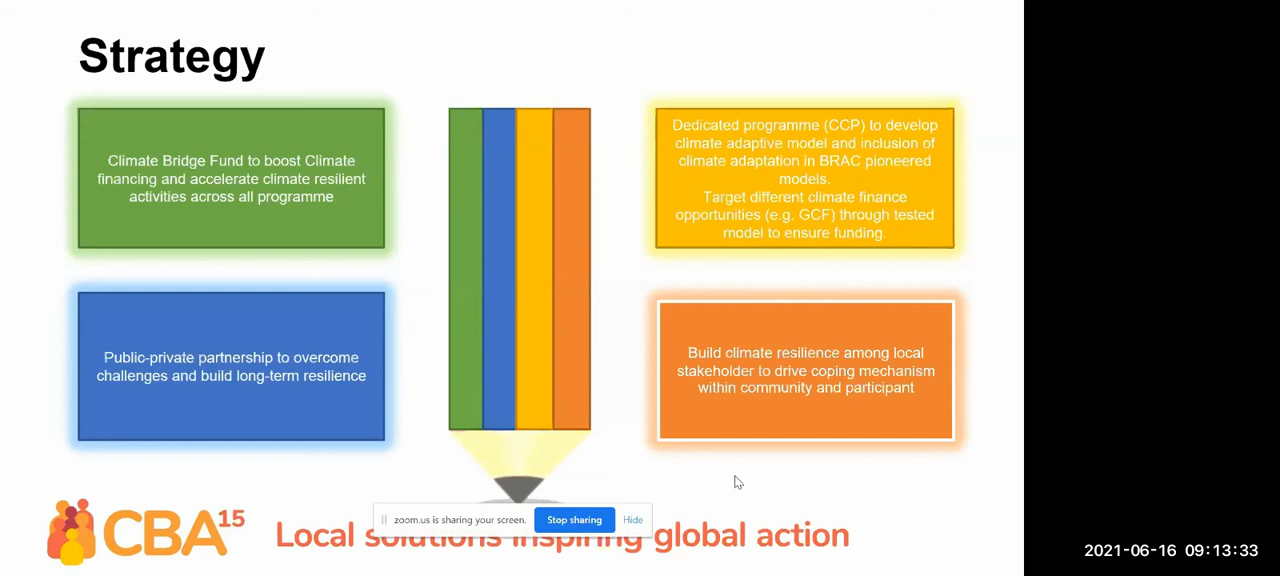 Strategy
Climate Bridge Fund to boost Climate
financing and accelerate climate resilient
activities across all programme
Dedicated programme (CCP) to develop
climate adaptive model and inclusion of
climate adaptation in BRAC pioneered
models.
Target different climate finance
opportunities (e.g. GCF) through tested
model to ensure funding.
Public-private partnership to overcome
challenges and build long-term resilience
Build climate resilience among local
stakeholder to drive coping mechanism
within community and participant
zoom.us is sharing your screen. Stop sharing Hide
CBA15 Local solutions inspiring global action
2021-06-16 09:13:33